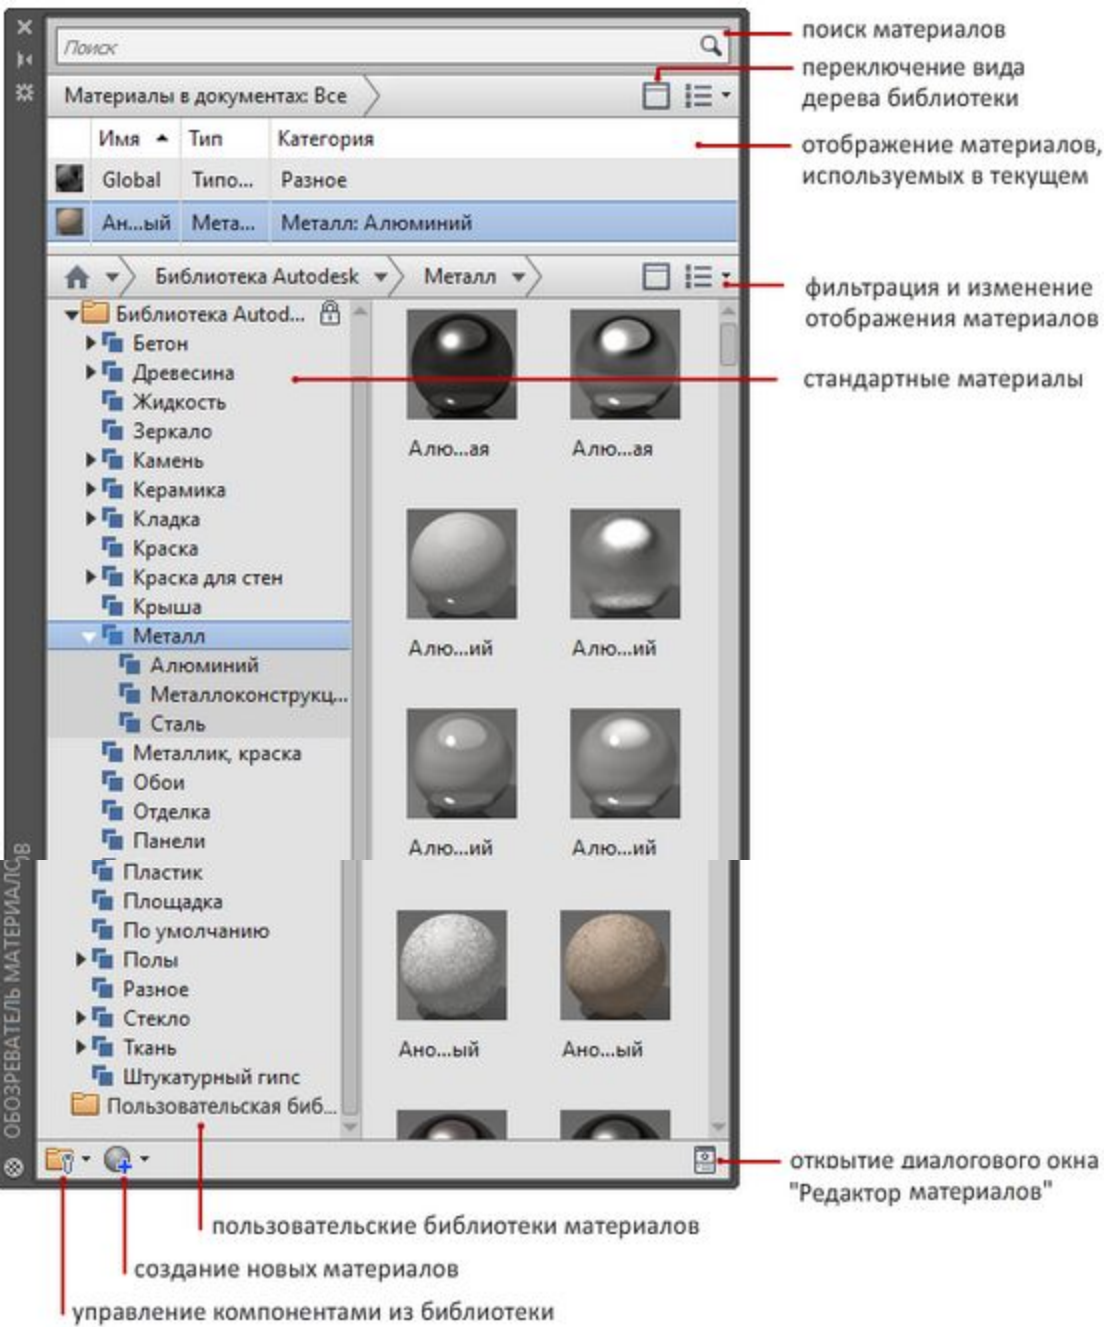 Поиск
поиск материалов
переключение вида
дерева библиотеки
Материалы в документах: Все
Имя Тип Категория
отображение материалов,
используемых в текущем
Global Типо... Разное
Ан...ый Мета... Металл: Алюминий
Библиотека Autodesk Металл
фильтрация и изменение
отображения материалов
Библиотека Autod...
Бетон
Древесина
стандартные материалы
Жидкость
Зеркало
Камень
Керамика
Кладка
Краска
Краска для стен
Крыша
Металл
Алюминий
Металлоконструкц...
Сталь
Металлик, краска
Обои
Отделка
Панели
Пластик
Площадка
По умолчанию
Полы
Разное
Стекло
Ткань
Штукатурный гипс
Пользовательская биб...
Алю...ая Алю...ая
Алю...ий Алю...ий
Алю...ий Алю...ий
Ано...ый Ано...ый
ОБОЗРЕВАТЕЛЬ МАТЕРИАЛОВ
открытие диалогового окна
"Редактор материалов"
пользовательские библиотеки материалов
создание новых материалов
управление компонентами из библиотеки